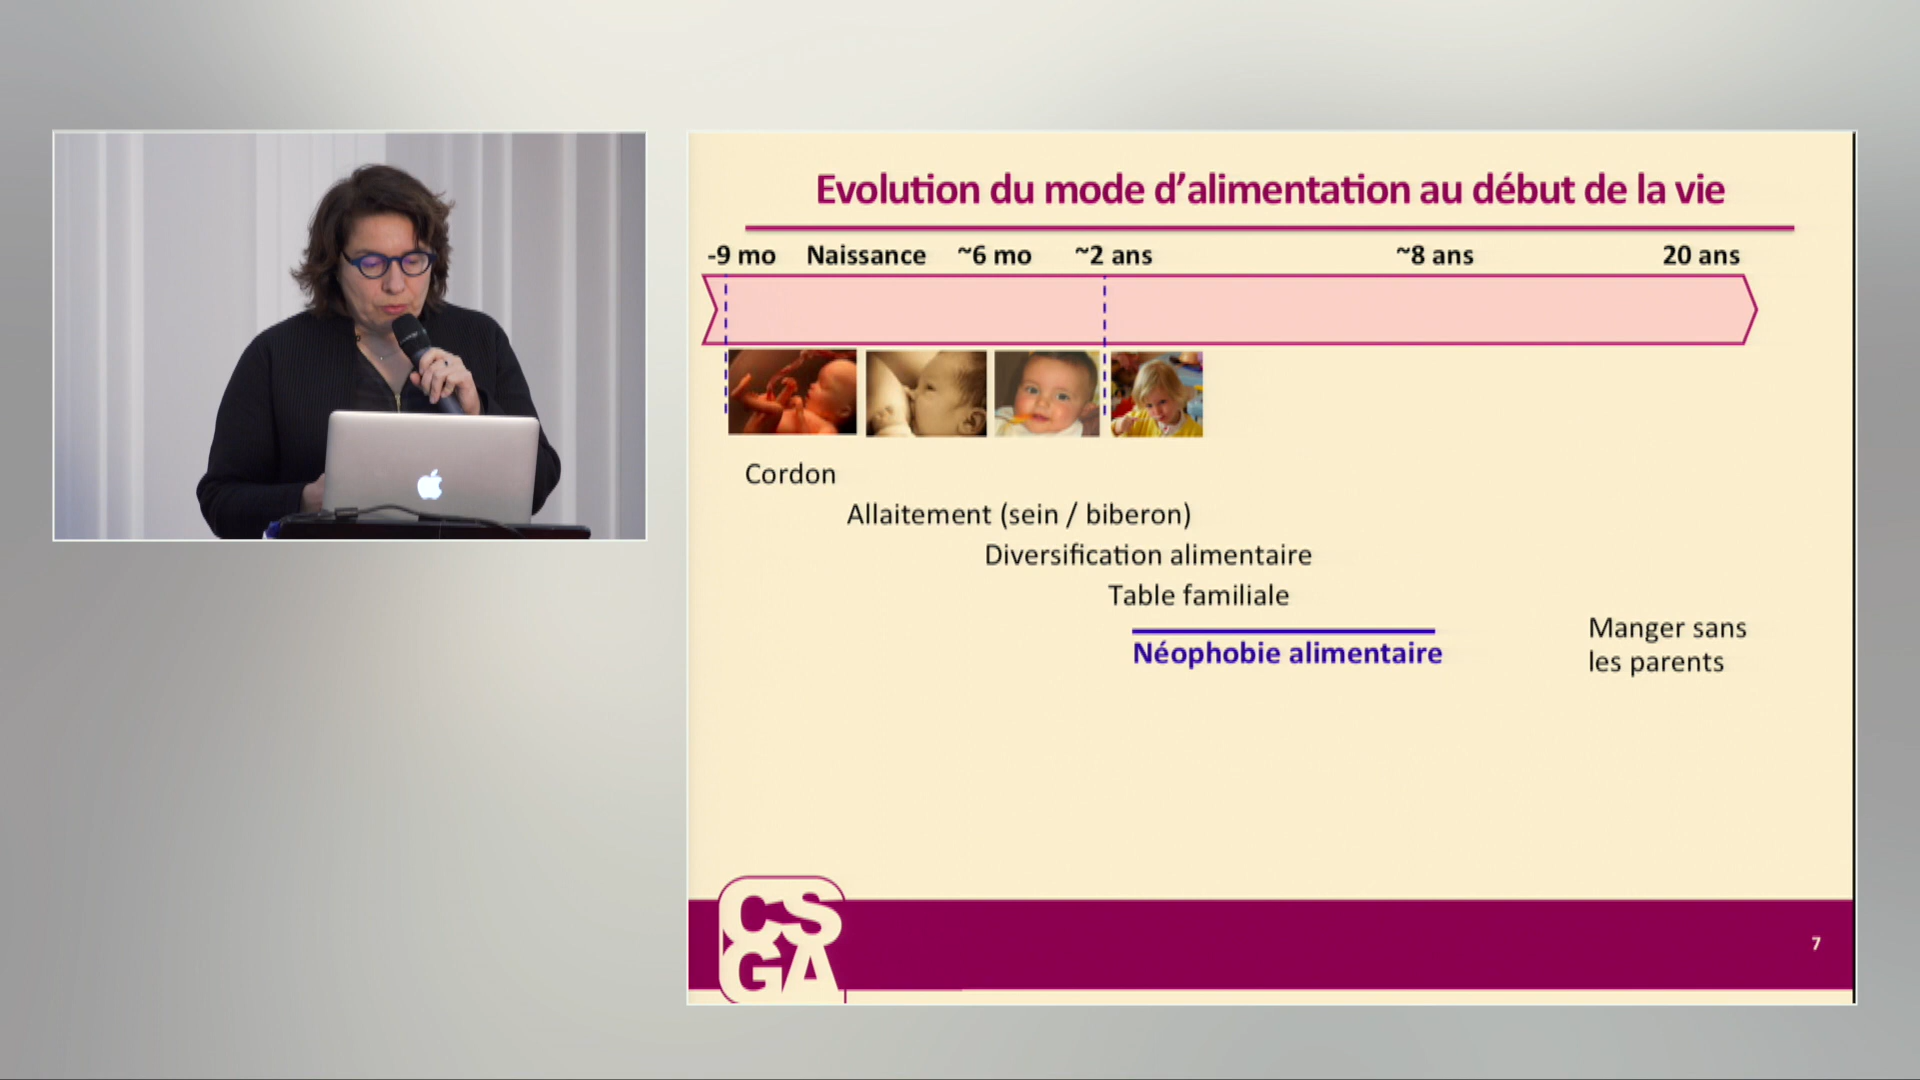 Evolution du mode d'alimentation au début de la vie
-9 mo Naissance ~6 mo ~2 ans ~8 ans 20 ans
Cordon
Allaitement (sein / biberon)
Diversification alimentaire
Table familiale
Néophobie alimentaire
Manger sans
les parents
CS
GA
7